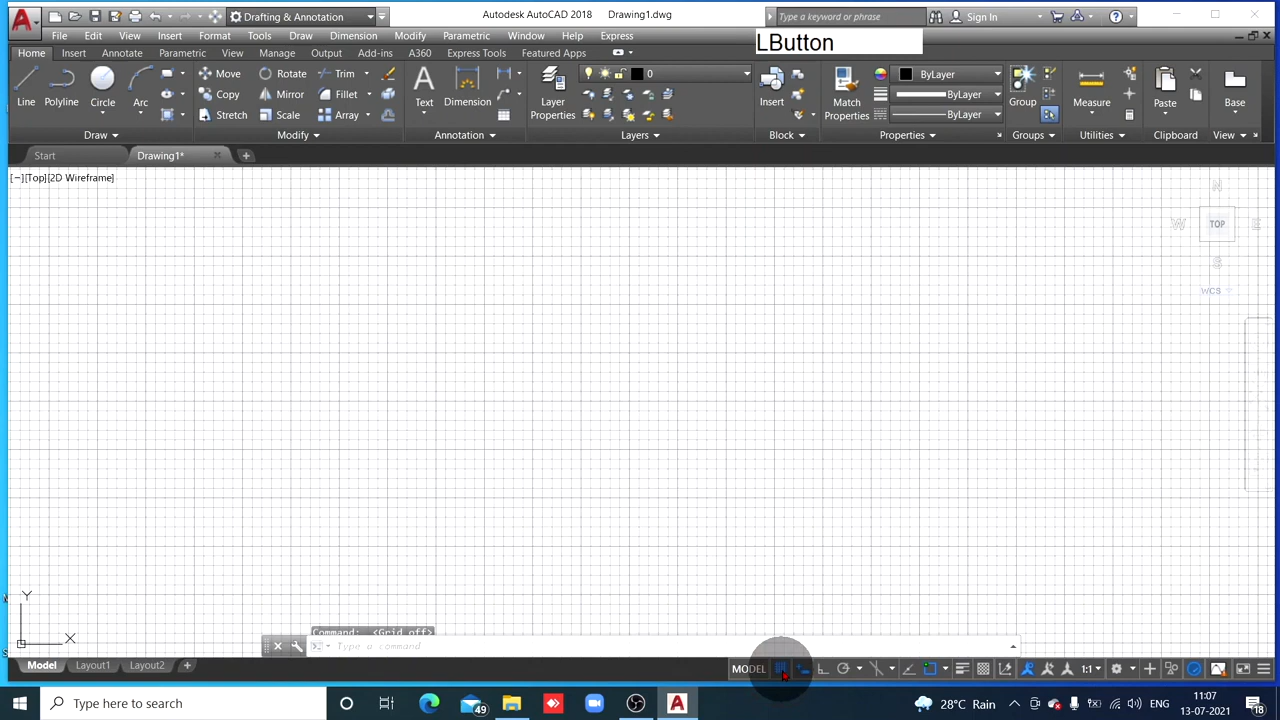 Drafting & Annotation
Autodesk AutoCAD 2018 Drawing1.dwg
Type a keyword or phrase
Sign In
File Edit View Insert Format Tools Draw Dimension Modify Parametric Window Help Express
LButton
Home Insert Annotate Parametric View Manage Output Add-ins A360 Express Tools Featured Apps
Line
Polyline
Circle
Arc
Move
Rotate
Trim
Copy
Mirror
Fillet
Stretch
Scale
Array
Text
Dimension
Layer
Properties
0
Insert
Match
Properties
ByLayer
ByLayer
ByLayer
Group
Measure
Paste
Base
Draw Modify Annotation Layers Block Properties Groups Utilities Clipboard View
Start Drawing1*
[−][Top][2D Wireframe]
N
W TOP E
S
WCS
Y
X
Command: <Grid off>
Type a command
Model Layout1 Layout2
MODEL
1:1
Type here to search
49
28°C Rain
ENG
11:07
13-07-2021